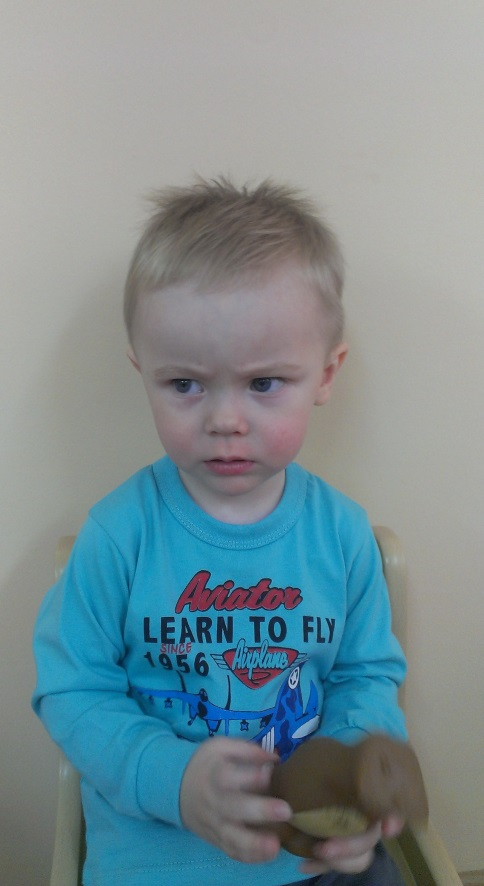 Aviator
LEARN TO FLY
SINCE
1956
Airplane